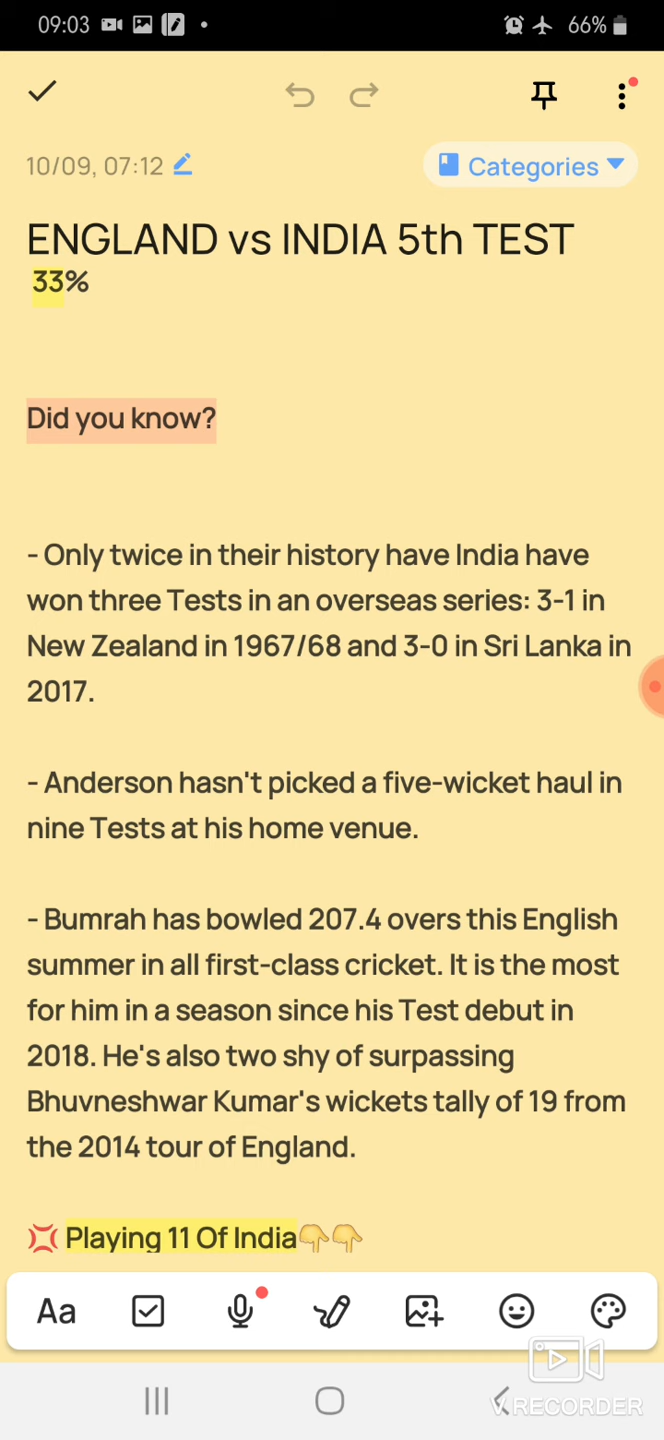 09:03
66%
10/09, 07:12
Categories
ENGLAND vs INDIA 5th TEST
33%
Did you know?
- Only twice in their history have India have
won three Tests in an overseas series: 3-1 in
New Zealand in 1967/68 and 3-0 in Sri Lanka in
2017.
- Anderson hasn't picked a five-wicket haul in
nine Tests at his home venue.
- Bumrah has bowled 207.4 overs this English
summer in all first-class cricket. It is the most
for him in a season since his Test debut in
2018. He's also two shy of surpassing
Bhuvneshwar Kumar's wickets tally of 19 from
the 2014 tour of England.
💢 Playing 11 Of India👇👇
Aa
V RECORDER